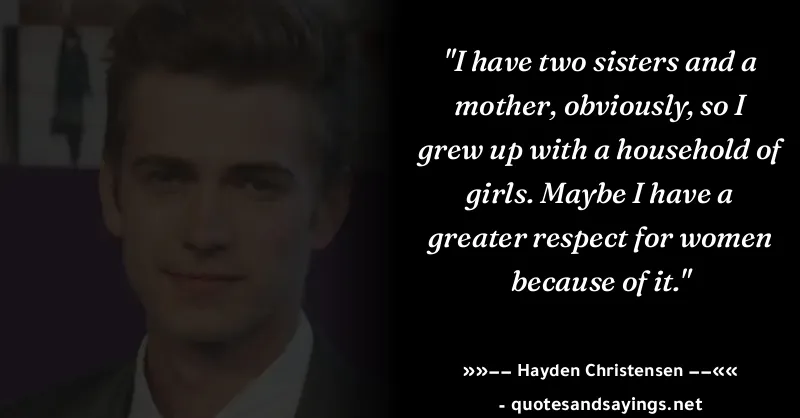 "I have two sisters and a
mother, obviously, so I
grew up with a household of
girls. Maybe I have a
greater respect for women
because of it."
»»−− Hayden Christensen −−««
- quotesandsayings.net